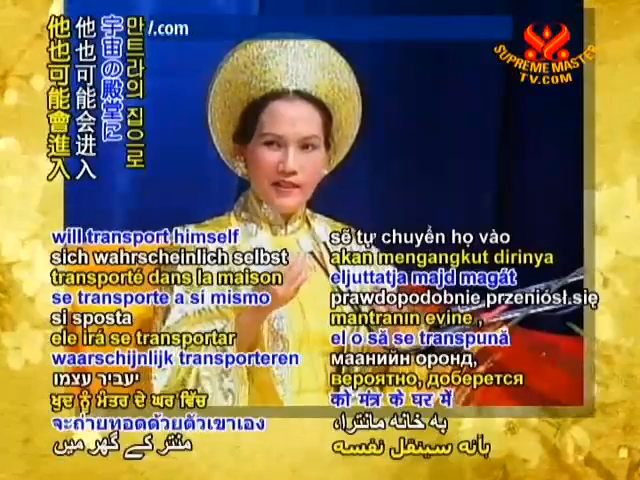 /.com
SUPREME MASTER
TV.COM
만트라의 집으로
宇宙の殿堂に
他也可能会进入
他也可能會進入
will transport himself
sich wahrscheinlich selbst
transporté dans la maison
se transporte a si mismo
si sposta
ele irá se transportar
waarschijnlijk transporteren
יעביר עצמו
ਖੁਦ ਨੂੰ ਮੰਤਰ ਦੇ ਘਰ ਵਿੱਚ
จะถ่ายทอดด้วยตัวเขาเอง
منتر کے گھر میں
sẽ tự chuyển họ vào
akan mengangkut dirinya
eljuttatja majd magát
prawdopodobnie przeniósł się
mantranin evine ,
el o să se transpună
маанийн оронд,
вероятно, доберется
को मंत्र के घर में
به خانه مانترا،
بأنه سينقل نفسه